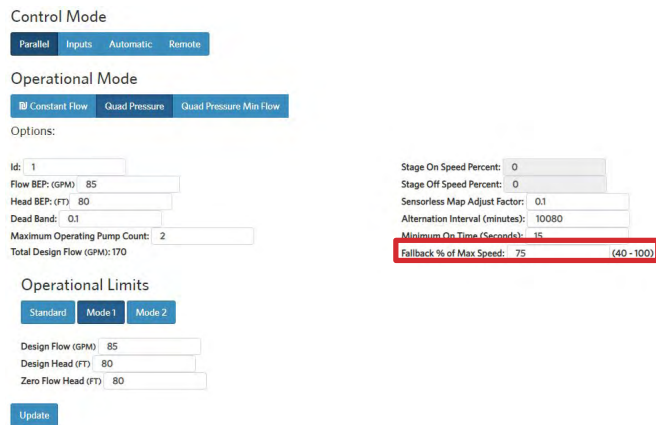 Control Mode
Parallel Inputs Automatic Remote
Operational Mode
Constant Flow Quad Pressure Quad Pressure Min Flow
Options:
Id: 1
Flow BEP: (GPM) 85
Head BEP: (FT) 80
Dead Band: 0.1
Maximum Operating Pump Count: 2
Total Design Flow (GPM): 170
Stage On Speed Percent: 0
Stage Off Speed Percent: 0
Sensorless Map Adjust Factor: 0.1
Alternation Interval (minutes): 10080
Minimum On Time (Seconds): 15
Fallback % of Max Speed: 75 (40 - 100)
Operational Limits
Standard Mode 1 Mode 2
Design Flow (GPM) 85
Design Head (FT) 80
Zero Flow Head (FT) 80
Update